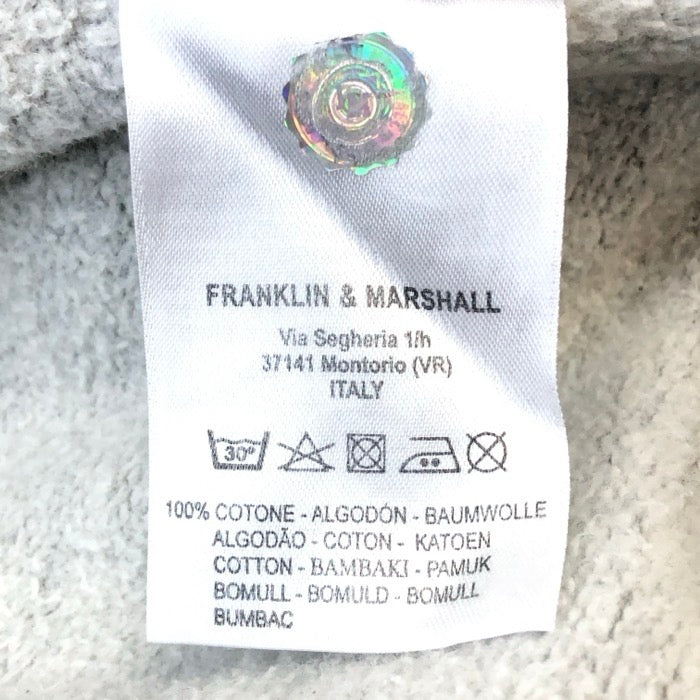 FRANKLIN & MARSHALL
Via Segheria 1/h
37141 Montorio (VR)
ITALY
30°
100% COTONE - ALGODÓN - BAUMWOLLE
ALGODÃO - COTON - KATOEN
COTTON - BAMBAKI - PAMUK
BOMULL - BOMULD - BOMULL
BUMBAC